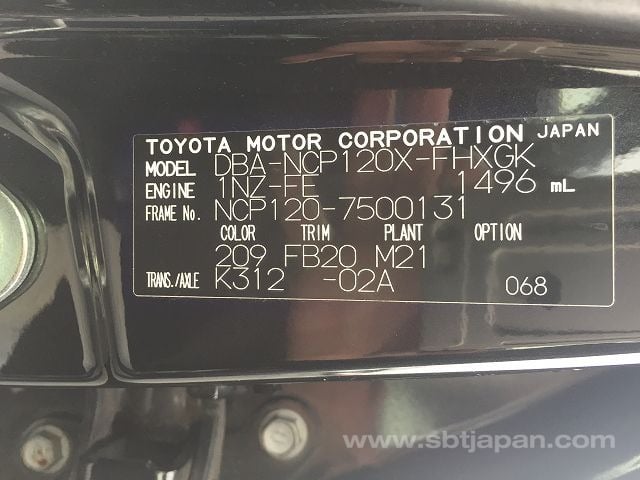 TOYOTA MOTOR CORPORATION JAPAN
MODEL DBA-NCP120X-FHXGK
ENGINE 1NZ-FE 1496 mL
FRAME No. NCP120-7500131
COLOR TRIM PLANT OPTION
209 FB20 M21
TRANS./AXLE K312 -02A 068
www.sbtjapan.com